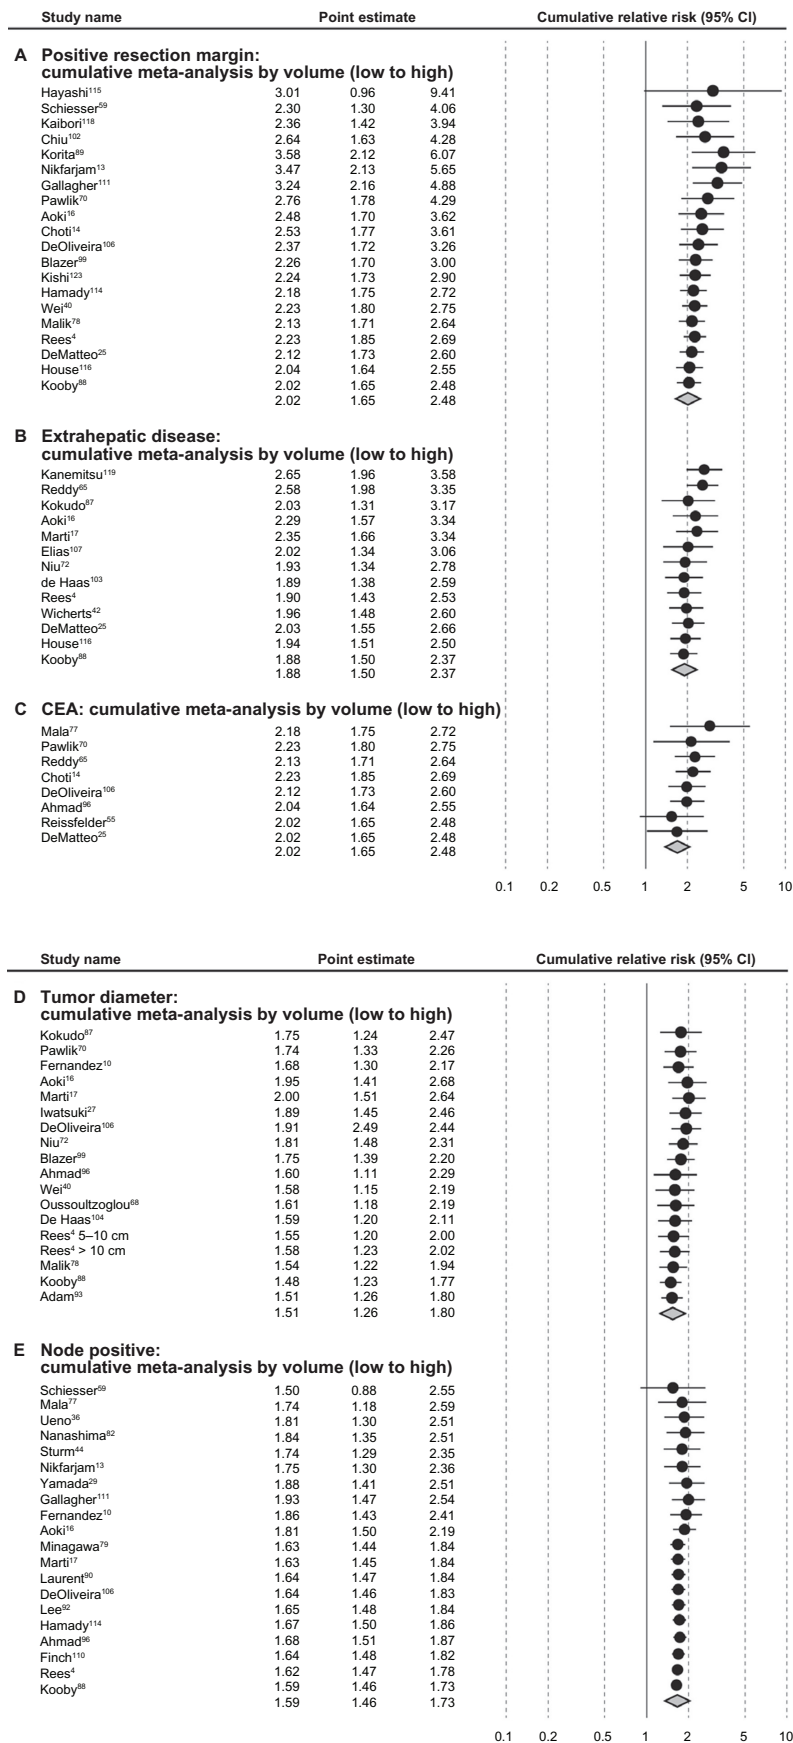 Study name Point estimate Cumulative relative risk (95% CI)
A Positive resection margin:
cumulative meta-analysis by volume (low to high)
Hayashi115 3.01 0.96 9.41
Schiesser59 2.30 1.30 4.06
Kaibori118 2.36 1.42 3.94
Chiu102 2.64 1.63 4.28
Korita89 3.58 2.12 6.07
Nikfarjam13 3.47 2.13 5.65
Gallagher111 3.24 2.16 4.88
Pawlik70 2.76 1.78 4.29
Aoki16 2.48 1.70 3.62
Choti14 2.53 1.77 3.61
DeOliveira106 2.37 1.72 3.26
Blazer99 2.26 1.70 3.00
Kishi123 2.24 1.73 2.90
Hamady114 2.18 1.75 2.72
Wei40 2.23 1.80 2.75
Malik78 2.13 1.71 2.64
Rees4 2.23 1.85 2.69
DeMatteo25 2.12 1.73 2.60
House116 2.04 1.64 2.55
Kooby88 2.02 1.65 2.48
2.02 1.65 2.48
B Extrahepatic disease:
cumulative meta-analysis by volume (low to high)
Kanemitsu119 2.65 1.96 3.58
Reddy65 2.58 1.98 3.35
Kokudo87 2.03 1.31 3.17
Aoki16 2.29 1.57 3.34
Marti17 2.35 1.66 3.34
Elias107 2.02 1.34 3.06
Niu72 1.93 1.34 2.78
de Haas103 1.89 1.38 2.59
Rees4 1.90 1.43 2.53
Wicherts42 1.96 1.48 2.60
DeMatteo25 2.03 1.55 2.66
House116 1.94 1.51 2.50
Kooby88 1.88 1.50 2.37
1.88 1.50 2.37
C CEA: cumulative meta-analysis by volume (low to high)
Mala77 2.18 1.75 2.72
Pawlik70 2.23 1.80 2.75
Reddy65 2.13 1.71 2.64
Choti14 2.23 1.85 2.69
DeOliveira106 2.12 1.73 2.60
Ahmad96 2.04 1.64 2.55
Reissfelder55 2.02 1.65 2.48
DeMatteo25 2.02 1.65 2.48
2.02 1.65 2.48
0.1 0.2 0.5 1 2 5 10
Study name Point estimate Cumulative relative risk (95% CI)
D Tumor diameter:
cumulative meta-analysis by volume (low to high)
Kokudo87 1.75 1.24 2.47
Pawlik70 1.74 1.33 2.26
Fernandez10 1.68 1.30 2.17
Aoki16 1.95 1.41 2.68
Marti17 2.00 1.51 2.64
Iwatsuki27 1.89 1.45 2.46
DeOliveira106 1.91 2.49 2.44
Niu72 1.81 1.48 2.31
Blazer99 1.75 1.39 2.20
Ahmad96 1.60 1.11 2.29
Wei40 1.58 1.15 2.19
Oussoultzoglou68 1.61 1.18 2.19
De Haas104 1.59 1.20 2.11
Rees4 5–10 cm 1.55 1.20 2.00
Rees4 > 10 cm 1.58 1.23 2.02
Malik78 1.54 1.22 1.94
Kooby88 1.48 1.23 1.77
Adam93 1.51 1.26 1.80
1.51 1.26 1.80
E Node positive:
cumulative meta-analysis by volume (low to high)
Schiesser59 1.50 0.88 2.55
Mala77 1.74 1.18 2.59
Ueno36 1.81 1.30 2.51
Nanashima82 1.84 1.35 2.51
Sturm44 1.74 1.29 2.35
Nikfarjam13 1.75 1.30 2.36
Yamada29 1.88 1.41 2.51
Gallagher111 1.93 1.47 2.54
Fernandez10 1.86 1.43 2.41
Aoki16 1.81 1.50 2.19
Minagawa79 1.63 1.44 1.84
Marti17 1.63 1.45 1.84
Laurent90 1.64 1.47 1.84
DeOliveira106 1.64 1.46 1.83
Lee92 1.65 1.48 1.84
Hamady114 1.67 1.50 1.86
Ahmad96 1.68 1.51 1.87
Finch110 1.64 1.48 1.82
Rees4 1.62 1.47 1.78
Kooby88 1.59 1.46 1.73
1.59 1.46 1.73
0.1 0.2 0.5 1 2 5 10